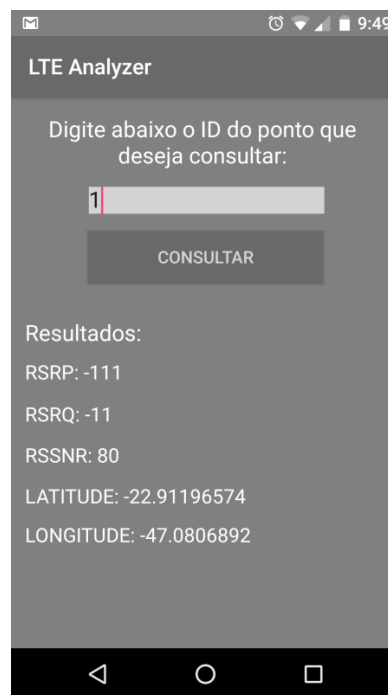 9:49
LTE Analyzer
Digite abaixo o ID do ponto que
deseja consultar:
1
CONSULTAR
Resultados:
RSRP: -111
RSRQ: -11
RSSNR: 80
LATITUDE: -22.91196574
LONGITUDE: -47.0806892